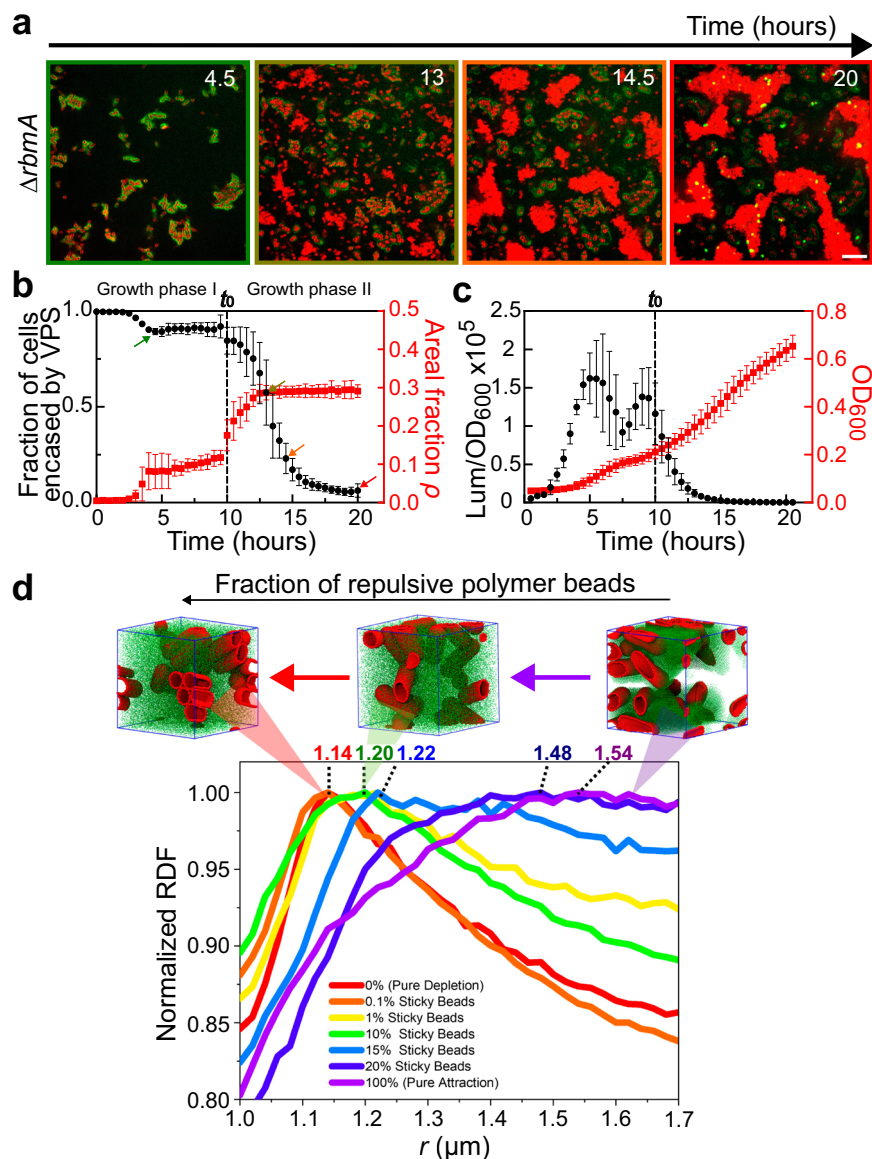 a
Time (hours)
ΔrbmA
4.5
13
14.5
20
b
Growth phase I
t0
Growth phase II
Fraction of cells
encased by VPS
1.0
0.5
0.0
0.5
0.4
0.3
0.2
0.1
0.0
Areal fraction ρ
0 5 10 15 20
Time (hours)
c
t0
Lum/OD600 x10^5
2.5
2
1.5
1
0.5
0
0.8
0.6
0.4
0.2
0.0
OD600
0 5 10 15 20
Time (hours)
d
Fraction of repulsive polymer beads
1.14 1.20 1.22 1.48 1.54
Normalized RDF
1.00
0.95
0.90
0.85
0.80
0% (Pure Depletion)
0.1% Sticky Beads
1% Sticky Beads
10% Sticky Beads
15% Sticky Beads
20% Sticky Beads
100% (Pure Attraction)
1.0 1.1 1.2 1.3 1.4 1.5 1.6 1.7
r (μm)